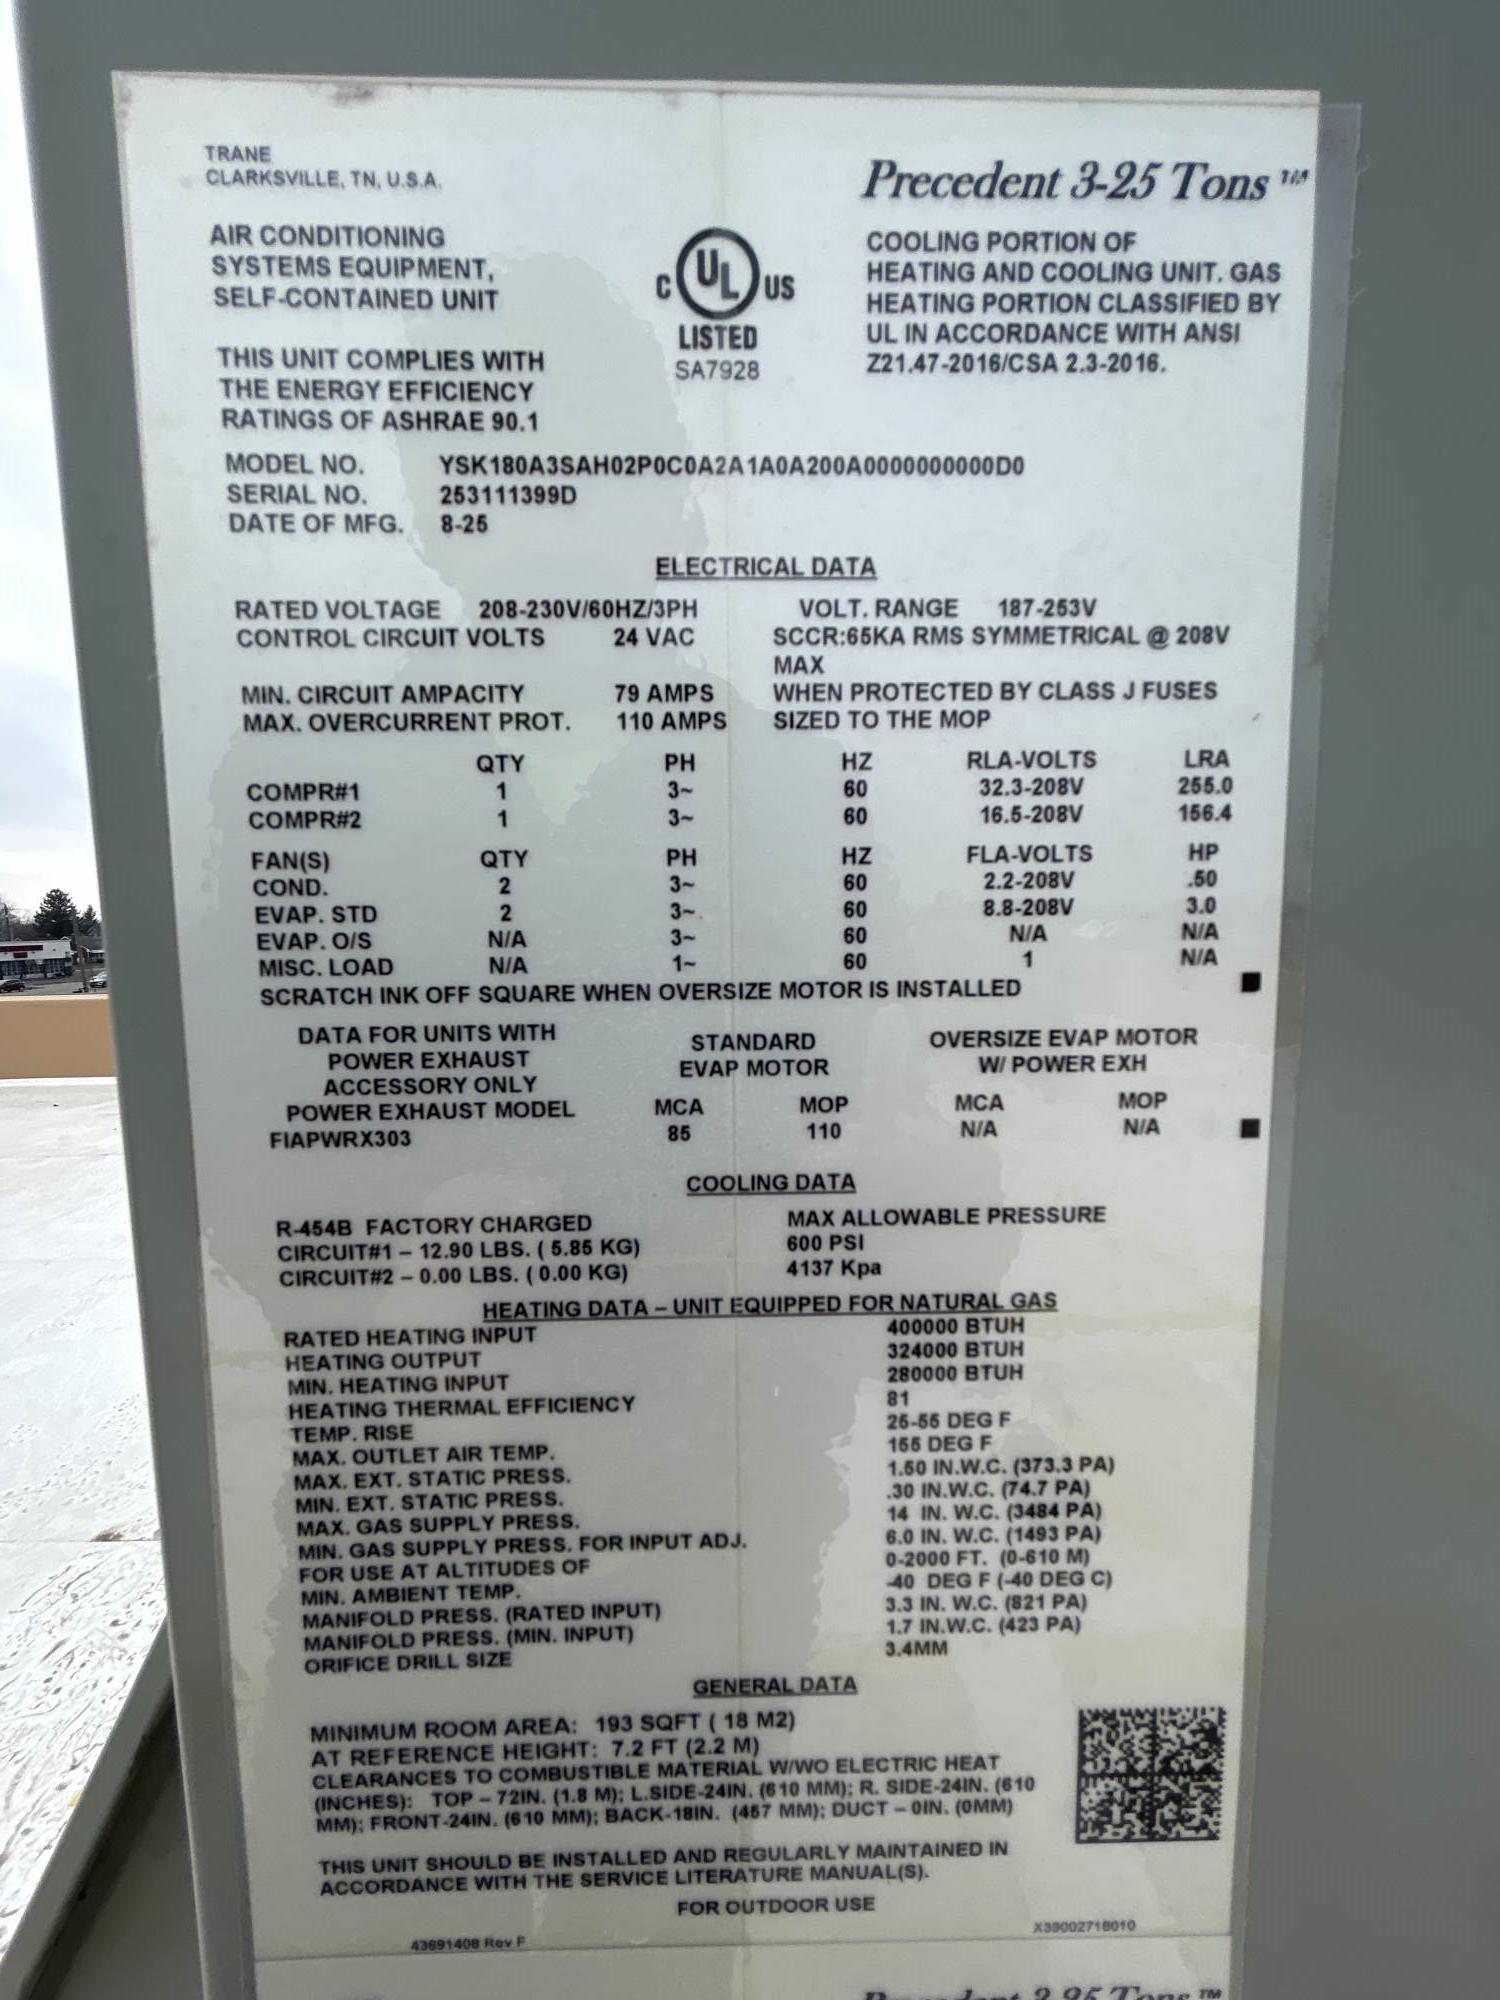 TRANE
CLARKSVILLE, TN, U.S.A.
Precedent 3-25 Tons ™
AIR CONDITIONING
SYSTEMS EQUIPMENT,
SELF-CONTAINED UNIT
C UL US
LISTED
SA7928
COOLING PORTION OF
HEATING AND COOLING UNIT. GAS
HEATING PORTION CLASSIFIED BY
UL IN ACCORDANCE WITH ANSI
Z21.47-2016/CSA 2.3-2016.
THIS UNIT COMPLIES WITH
THE ENERGY EFFICIENCY
RATINGS OF ASHRAE 90.1
MODEL NO. YSK180A3SAH02P0C0A2A1A0A200A0000000000D0
SERIAL NO. 253111399D
DATE OF MFG. 8-25
ELECTRICAL DATA
RATED VOLTAGE 208-230V/60HZ/3PH VOLT. RANGE 187-253V
CONTROL CIRCUIT VOLTS 24 VAC SCCR:65KA RMS SYMMETRICAL @ 208V
MAX
MIN. CIRCUIT AMPACITY 79 AMPS WHEN PROTECTED BY CLASS J FUSES
MAX. OVERCURRENT PROT. 110 AMPS SIZED TO THE MOP
QTY PH HZ RLA-VOLTS LRA
COMPR#1 1 3~ 60 32.3-208V 255.0
COMPR#2 1 3~ 60 16.5-208V 156.4
FAN(S) QTY PH HZ FLA-VOLTS HP
COND. 2 3~ 60 2.2-208V .50
EVAP. STD 2 3~ 60 8.8-208V 3.0
EVAP. O/S N/A 3~ 60 N/A N/A
MISC. LOAD N/A 1~ 60 1 N/A
SCRATCH INK OFF SQUARE WHEN OVERSIZE MOTOR IS INSTALLED
DATA FOR UNITS WITH STANDARD OVERSIZE EVAP MOTOR
POWER EXHAUST EVAP MOTOR W/ POWER EXH
ACCESSORY ONLY
POWER EXHAUST MODEL MCA MOP MCA MOP
FIAPWRX303 85 110 N/A N/A
COOLING DATA
R-454B FACTORY CHARGED MAX ALLOWABLE PRESSURE
CIRCUIT#1 – 12.90 LBS. ( 5.85 KG) 600 PSI
CIRCUIT#2 – 0.00 LBS. ( 0.00 KG) 4137 Kpa
HEATING DATA – UNIT EQUIPPED FOR NATURAL GAS
RATED HEATING INPUT 400000 BTUH
HEATING OUTPUT 324000 BTUH
MIN. HEATING INPUT 280000 BTUH
HEATING THERMAL EFFICIENCY 81
TEMP. RISE 25-55 DEG F
MAX. OUTLET AIR TEMP. 155 DEG F
MAX. EXT. STATIC PRESS. 1.50 IN.W.C. (373.3 PA)
MIN. EXT. STATIC PRESS. .30 IN.W.C. (74.7 PA)
MAX. GAS SUPPLY PRESS. 14 IN. W.C. (3484 PA)
MIN. GAS SUPPLY PRESS. FOR INPUT ADJ. 6.0 IN. W.C. (1493 PA)
FOR USE AT ALTITUDES OF 0-2000 FT. (0-610 M)
MIN. AMBIENT TEMP. -40 DEG F (-40 DEG C)
MANIFOLD PRESS. (RATED INPUT) 3.3 IN. W.C. (821 PA)
MANIFOLD PRESS. (MIN. INPUT) 1.7 IN.W.C. (423 PA)
ORIFICE DRILL SIZE 3.4MM
GENERAL DATA
MINIMUM ROOM AREA: 193 SQFT ( 18 M2)
AT REFERENCE HEIGHT: 7.2 FT (2.2 M)
CLEARANCES TO COMBUSTIBLE MATERIAL W/WO ELECTRIC HEAT
(INCHES): TOP – 72IN. (1.8 M); L.SIDE-24IN. (610 MM); R. SIDE-24IN. (610
MM); FRONT-24IN. (610 MM); BACK-18IN. (457 MM); DUCT – 0IN. (0MM)
THIS UNIT SHOULD BE INSTALLED AND REGULARLY MAINTAINED IN
ACCORDANCE WITH THE SERVICE LITERATURE MANUAL(S).
FOR OUTDOOR USE
43691408 Rev F X39002718010
Precedent 3-25 Tons ™